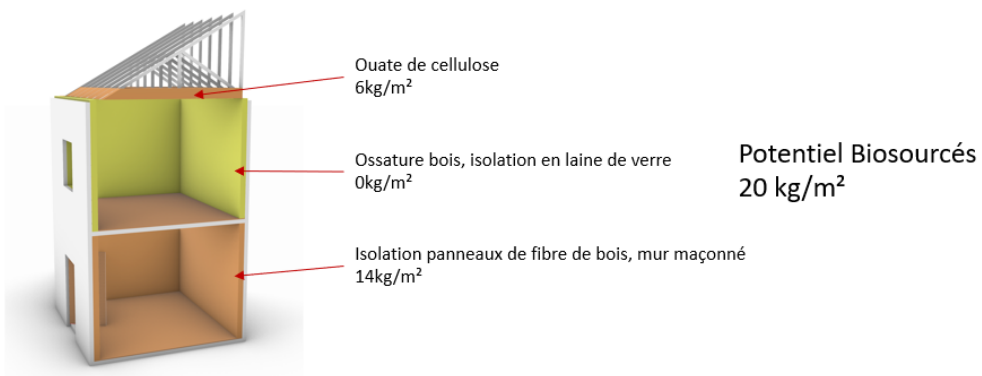 Ouate de cellulose
6kg/m²
Ossature bois, isolation en laine de verre
0kg/m²
Potentiel Biosourcés
20 kg/m²
Isolation panneaux de fibre de bois, mur maçonné
14kg/m²